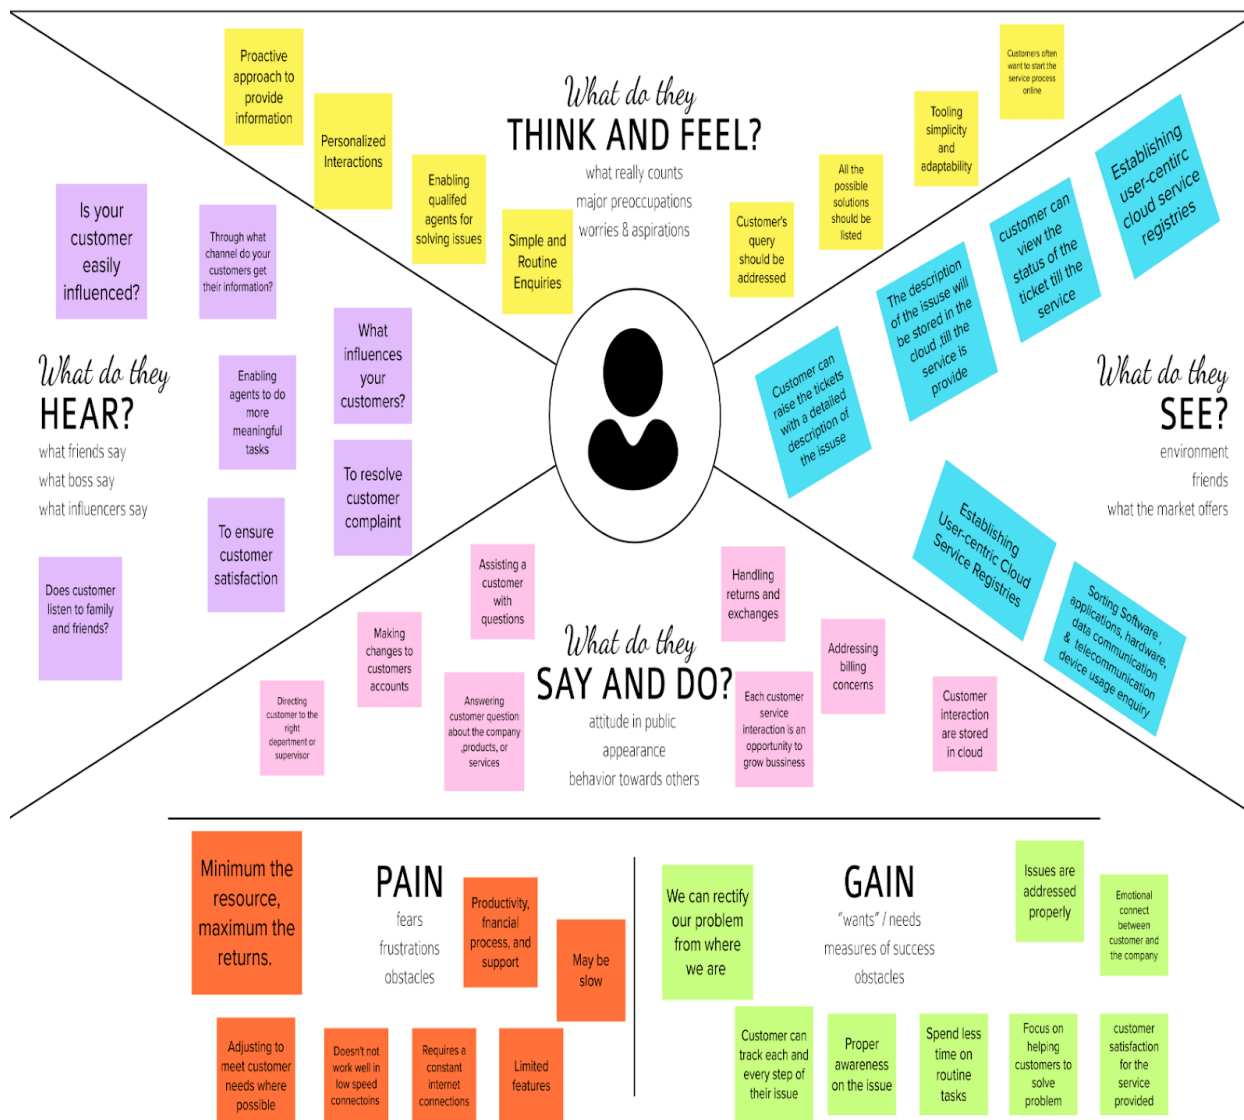 What do they
THINK AND FEEL?
what really counts
major preoccupations
worries & aspirations
Proactive
approach to
provide
information
Personalized
Interactions
Enabling
qualifed
agents for
solving issues
Simple and
Routine
Enquiries
Customer's
query
should be
addressed
All the
possible
solutions
should be
listed
Tooling
simplicity
and
adaptability
Customers often
want to start the
service process
online
What do they
HEAR?
what friends say
what boss say
what influencers say
Is your
customer
easily
influenced?
Through what
channel do your
customers get
their information?
What
influences
your
customers?
Enabling
agents to do
more
meaningful
tasks
To resolve
customer
complaint
To ensure
customer
satisfaction
Does customer
listen to family
and friends?
What do they
SEE?
environment
friends
what the market offers
Establishing
user-centirc
cloud service
registries
customer can
view the
status of the
ticket till the
service
The description
of the issuse will
be stored in the
cloud ,till the
service is
provide
Customer can
raise the tickets
with a detailed
description of
the issuse
Establishing
User-centric Cloud
Service Registries
Sorting Software ,
applications, hardware,
data communication
& telecommunication
device usage enquiry
What do they
SAY AND DO?
attitude in public
appearance
behavior towards others
Assisting a
customer
with
questions
Making
changes to
customers
accounts
Directing
customer to the
right
department or
supervisor
Answering
customer question
about the company
,products, or
services
Handling
returns and
exchanges
Addressing
billing
concerns
Each customer
service
interaction is an
opportunity to
grow bussiness
Customer
interaction
are stored
in cloud
PAIN
fears
frustrations
obstacles
Minimum the
resource,
maximum the
returns.
Productivity,
financial
process, and
support
May be
slow
Adjusting to
meet customer
needs where
possible
Doesn't not
work well in
low speed
connectoins
Requires a
constant
internet
connections
Limited
features
GAIN
"wants" / needs
measures of success
obstacles
We can rectify
our problem
from where
we are
Issues are
addressed
properly
Emotional
connect
between
customer and
the company
Customer can
track each and
every step of
their issue
Proper
awareness
on the issue
Spend less
time on
routine
tasks
Focus on
helping
customers to
solve
problem
customer
satisfaction
for the
service
provided